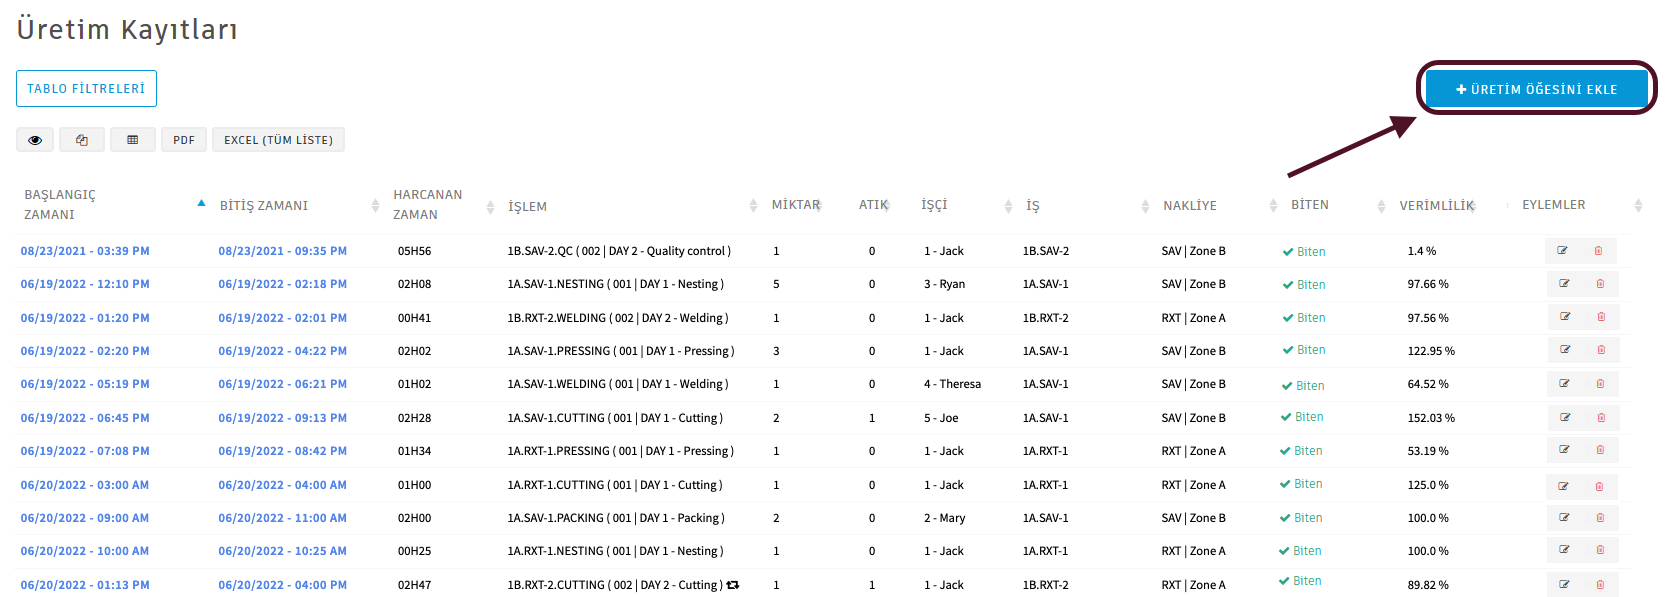 Üretim Kayıtları
TABLO FİLTRELERİ
+ ÜRETİM ÖĞESİNİ EKLE
PDF EXCEL (TÜM LİSTE)
BAŞLANGIÇ ZAMANI BİTİŞ ZAMANI HARCANAN ZAMAN İŞLEM MİKTAR ATIK İŞÇİ İŞ NAKLİYE BİTEN VERİMLİLİK EYLEMLER
08/23/2021 - 03:39 PM 08/23/2021 - 09:35 PM 05H56 1B.SAV-2.QC ( 002 | DAY 2 - Quality control ) 1 0 1 - Jack 1B.SAV-2 SAV | Zone B Biten 1.4 %
06/19/2022 - 12:10 PM 06/19/2022 - 02:18 PM 02H08 1A.SAV-1.NESTING ( 001 | DAY 1 - Nesting ) 5 0 3 - Ryan 1A.SAV-1 SAV | Zone B Biten 97.66 %
06/19/2022 - 01:20 PM 06/19/2022 - 02:01 PM 00H41 1B.RXT-2.WELDING ( 002 | DAY 2 - Welding ) 1 0 1 - Jack 1B.RXT-2 RXT | Zone A Biten 97.56 %
06/19/2022 - 02:20 PM 06/19/2022 - 04:22 PM 02H02 1A.SAV-1.PRESSING ( 001 | DAY 1 - Pressing ) 3 0 1 - Jack 1A.SAV-1 SAV | Zone B Biten 122.95 %
06/19/2022 - 05:19 PM 06/19/2022 - 06:21 PM 01H02 1A.SAV-1.WELDING ( 001 | DAY 1 - Welding ) 1 0 4 - Theresa 1A.SAV-1 SAV | Zone B Biten 64.52 %
06/19/2022 - 06:45 PM 06/19/2022 - 09:13 PM 02H28 1A.SAV-1.CUTTING ( 001 | DAY 1 - Cutting ) 2 1 5 - Joe 1A.SAV-1 SAV | Zone B Biten 152.03 %
06/19/2022 - 07:08 PM 06/19/2022 - 08:42 PM 01H34 1A.RXT-1.PRESSING ( 001 | DAY 1 - Pressing ) 1 0 1 - Jack 1A.RXT-1 RXT | Zone A Biten 53.19 %
06/20/2022 - 03:00 AM 06/20/2022 - 04:00 AM 01H00 1A.RXT-1.CUTTING ( 001 | DAY 1 - Cutting ) 1 0 1 - Jack 1A.RXT-1 RXT | Zone A Biten 125.0 %
06/20/2022 - 09:00 AM 06/20/2022 - 11:00 AM 02H00 1A.SAV-1.PACKING ( 001 | DAY 1 - Packing ) 2 0 2 - Mary 1A.SAV-1 SAV | Zone B Biten 100.0 %
06/20/2022 - 10:00 AM 06/20/2022 - 10:25 AM 00H25 1A.RXT-1.NESTING ( 001 | DAY 1 - Nesting ) 1 0 1 - Jack 1A.RXT-1 RXT | Zone A Biten 100.0 %
06/20/2022 - 01:13 PM 06/20/2022 - 04:00 PM 02H47 1B.RXT-2.CUTTING ( 002 | DAY 2 - Cutting ) 1 1 1 - Jack 1B.RXT-2 RXT | Zone A Biten 89.82 %